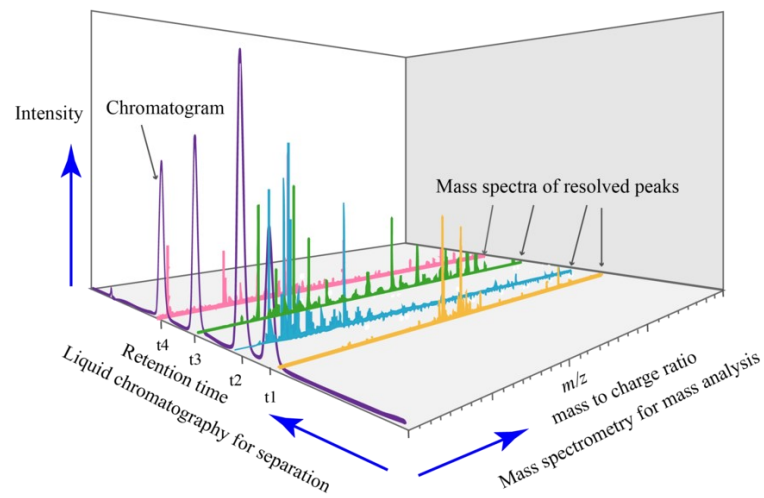 Chromatogram
Intensity
Mass spectra of resolved peaks
t4
t3
t2
t1
Retention time
Liquid chromatography for separation
m/z
mass to charge ratio
Mass spectrometry for mass analysis